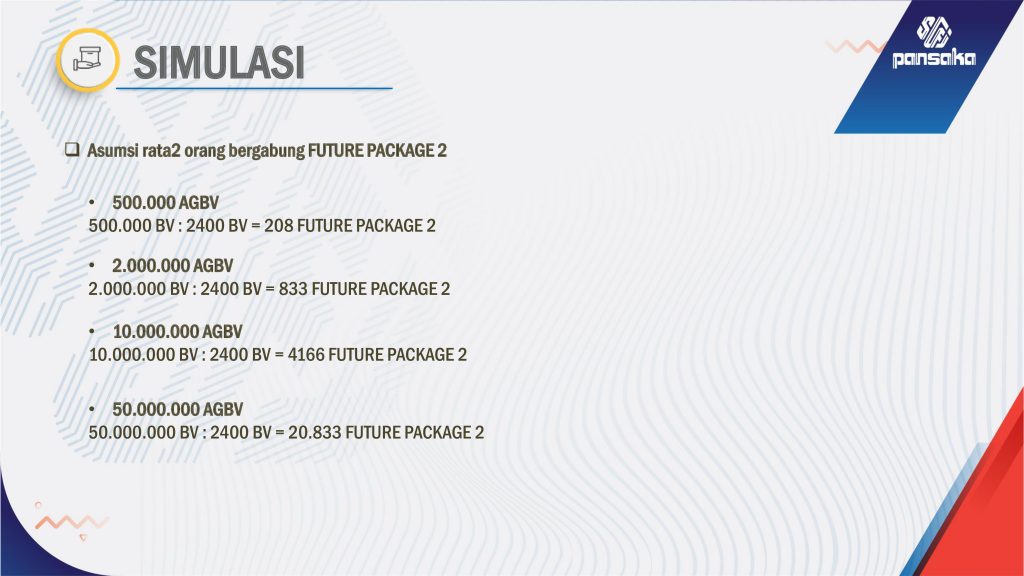 SIMULASI
pansaka
❑ Asumsi rata2 orang bergabung FUTURE PACKAGE 2
• 500.000 AGBV
500.000 BV : 2400 BV = 208 FUTURE PACKAGE 2
• 2.000.000 AGBV
2.000.000 BV : 2400 BV = 833 FUTURE PACKAGE 2
• 10.000.000 AGBV
10.000.000 BV : 2400 BV = 4166 FUTURE PACKAGE 2
• 50.000.000 AGBV
50.000.000 BV : 2400 BV = 20.833 FUTURE PACKAGE 2